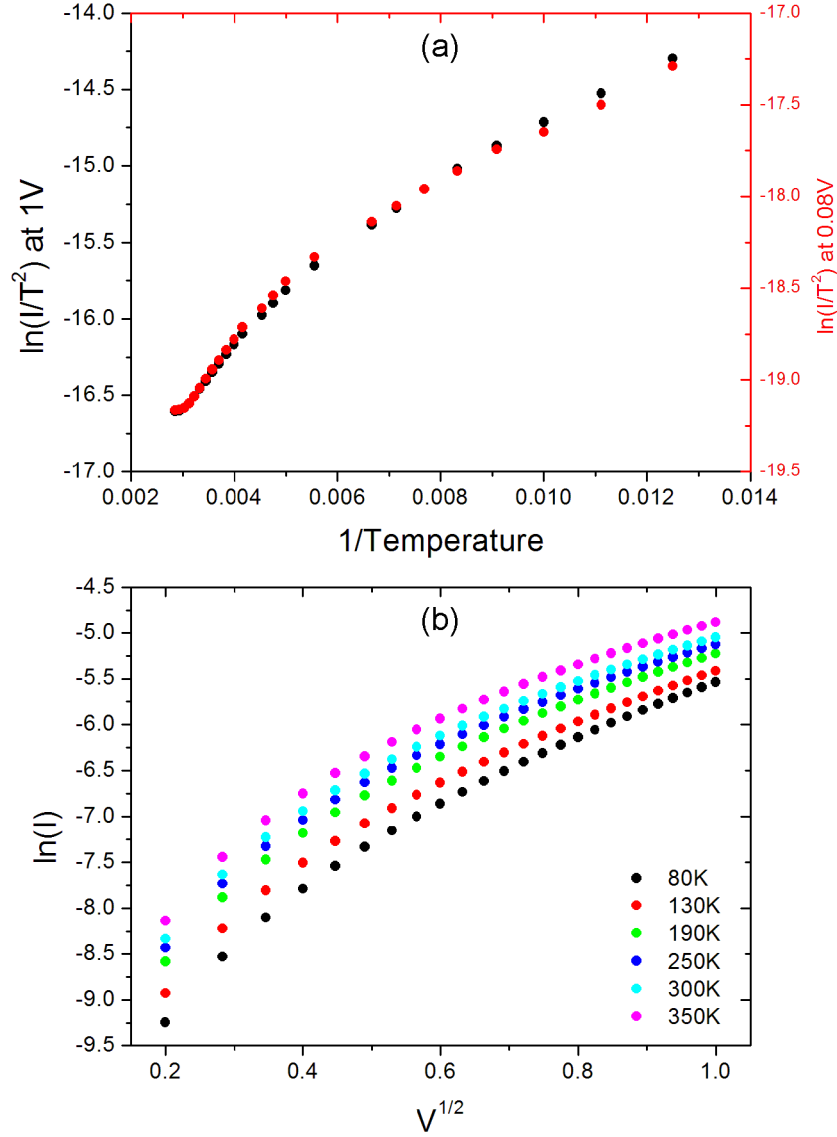 (a)
-14.0
-14.5
-15.0
-15.5
-16.0
-16.5
-17.0
ln(I/T²) at 1V
-17.0
-17.5
-18.0
-18.5
-19.0
-19.5
ln(I/T²) at 0.08V
0.002 0.004 0.006 0.008 0.010 0.012 0.014
1/Temperature
(b)
-4.5
-5.0
-5.5
-6.0
-6.5
-7.0
-7.5
-8.0
-8.5
-9.0
-9.5
ln(I)
80K
130K
190K
250K
300K
350K
0.2 0.4 0.6 0.8 1.0
V^1/2